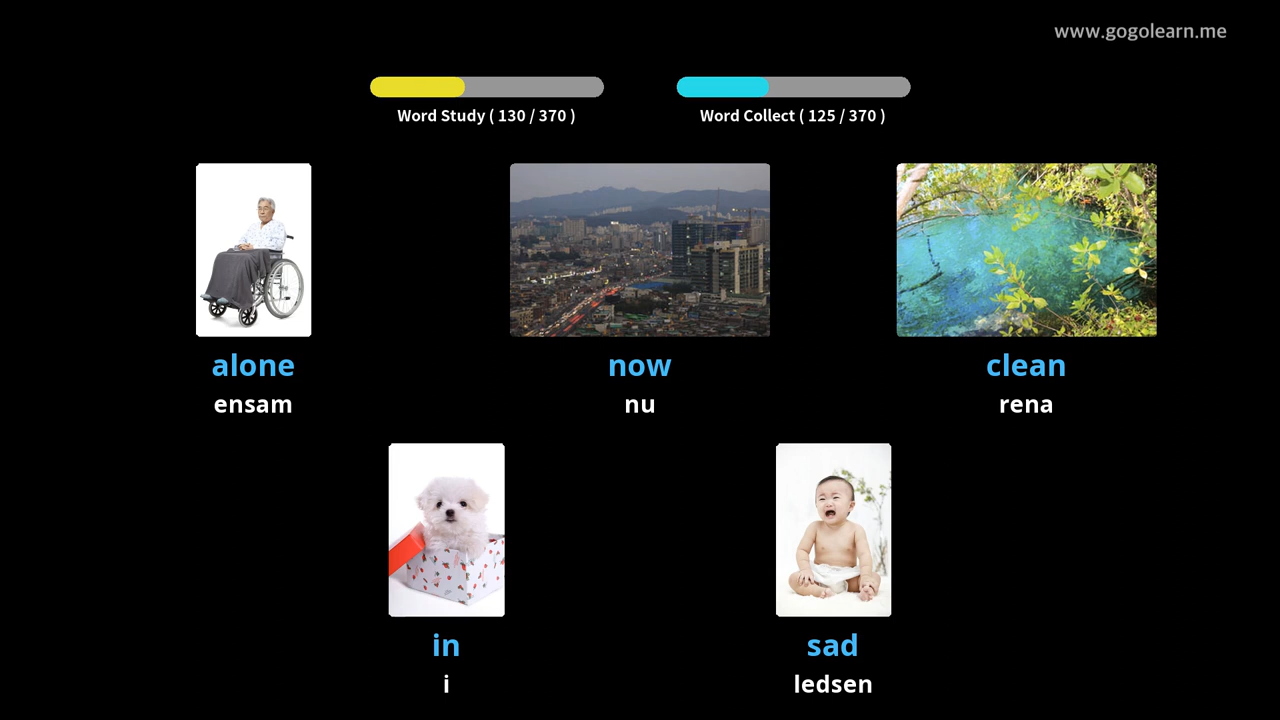 www.gogolearn.me
Word Study ( 130 / 370 )
Word Collect ( 125 / 370 )
alone
ensam
now
nu
clean
rena
in
i
sad
ledsen